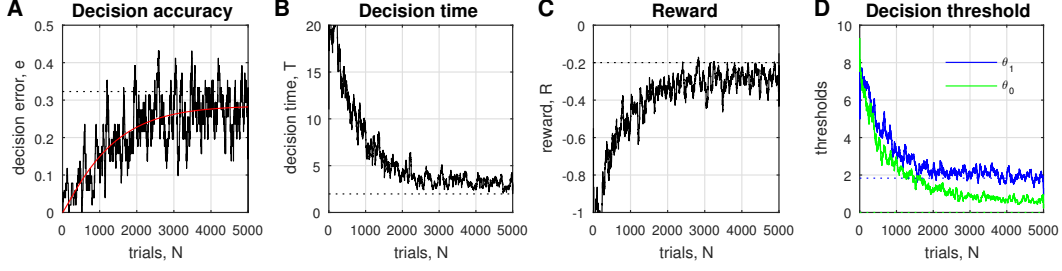 A
Decision accuracy
decision error, e
0.5
0.4
0.3
0.2
0.1
0
0 1000 2000 3000 4000 5000
trials, N
B
Decision time
decision time, T
20
15
10
5
0
0 1000 2000 3000 4000 5000
trials, N
C
Reward
reward, R
0
-0.2
-0.4
-0.6
-0.8
-1
0 1000 2000 3000 4000 5000
trials, N
D
Decision threshold
thresholds
10
8
6
4
2
0
θ1
θ0
0 1000 2000 3000 4000 5000
trials, N